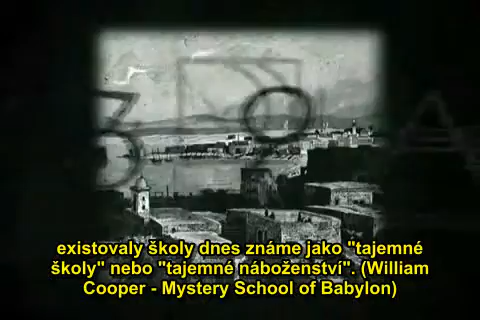 existovaly školy dnes známe jako "tajemné
školy" nebo "tajemné náboženství". (William
Cooper - Mystery School of Babylon)